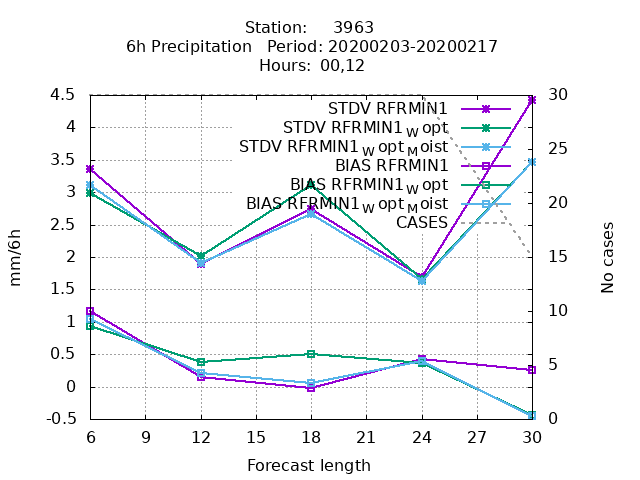 Station: 3963
6h Precipitation Period: 20200203-20200217
Hours: 00,12
4.5
4
3.5
3
2.5
2
1.5
1
0.5
0
-0.5
mm/6h
30
25
20
15
10
5
0
No cases
STDV RFRMIN1
STDV RFRMIN1_W opt
STDV RFRMIN1_W opt_M oist
BIAS RFRMIN1
BIAS RFRMIN1_W opt
BIAS RFRMIN1_W opt_M oist
CASES
6 9 12 15 18 21 24 27 30
Forecast length